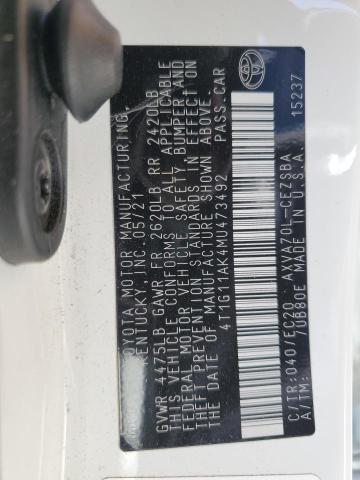 TOYOTA MOTOR MANUFACTURING,
KENTUCKY, INC. 05/21
GVWR 4475LB GAWR FR 2620LB RR 2420LB
THIS VEHICLE CONFORMS TO ALL APPLICABLE
FEDERAL MOTOR VEHICLE SAFETY, BUMPER AND
THEFT PREVENTION STANDARDS IN EFFECT ON
THE DATE OF MANUFACTURE SHOWN ABOVE.
4T1G11AK4MU473492 PASS.CAR
C/TR:040/EC20 AXVA70L-CEZSBA
A/TM: 7UB80E MADE IN U.S.A.
15237